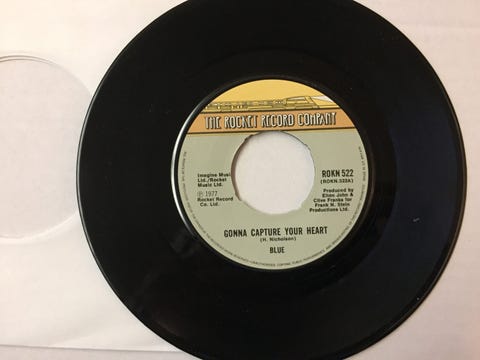 THE ROCKET RECORD COMPANY
Imagine Music
Ltd./Rocket
Music Ltd.
℗ 1977
Rocket Record
Co. Ltd.
ROKN 522
(ROKN.522A)
Produced by
Elton John &
Clive Franks for
Frank N. Stein
Productions Ltd.
GONNA CAPTURE YOUR HEART
(H. Nicholson)
BLUE